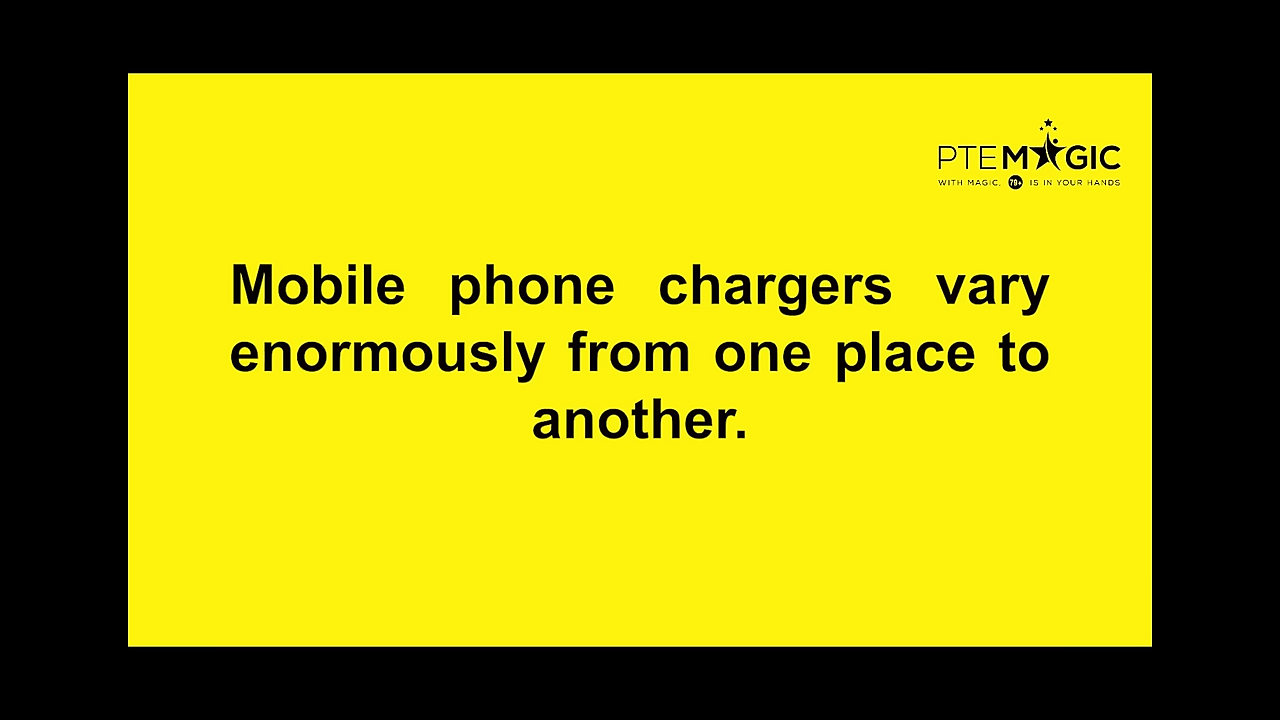 PTEMAGIC
WITH MAGIC, 79+ IS IN YOUR HANDS
Mobile phone chargers vary
enormously from one place to
another.